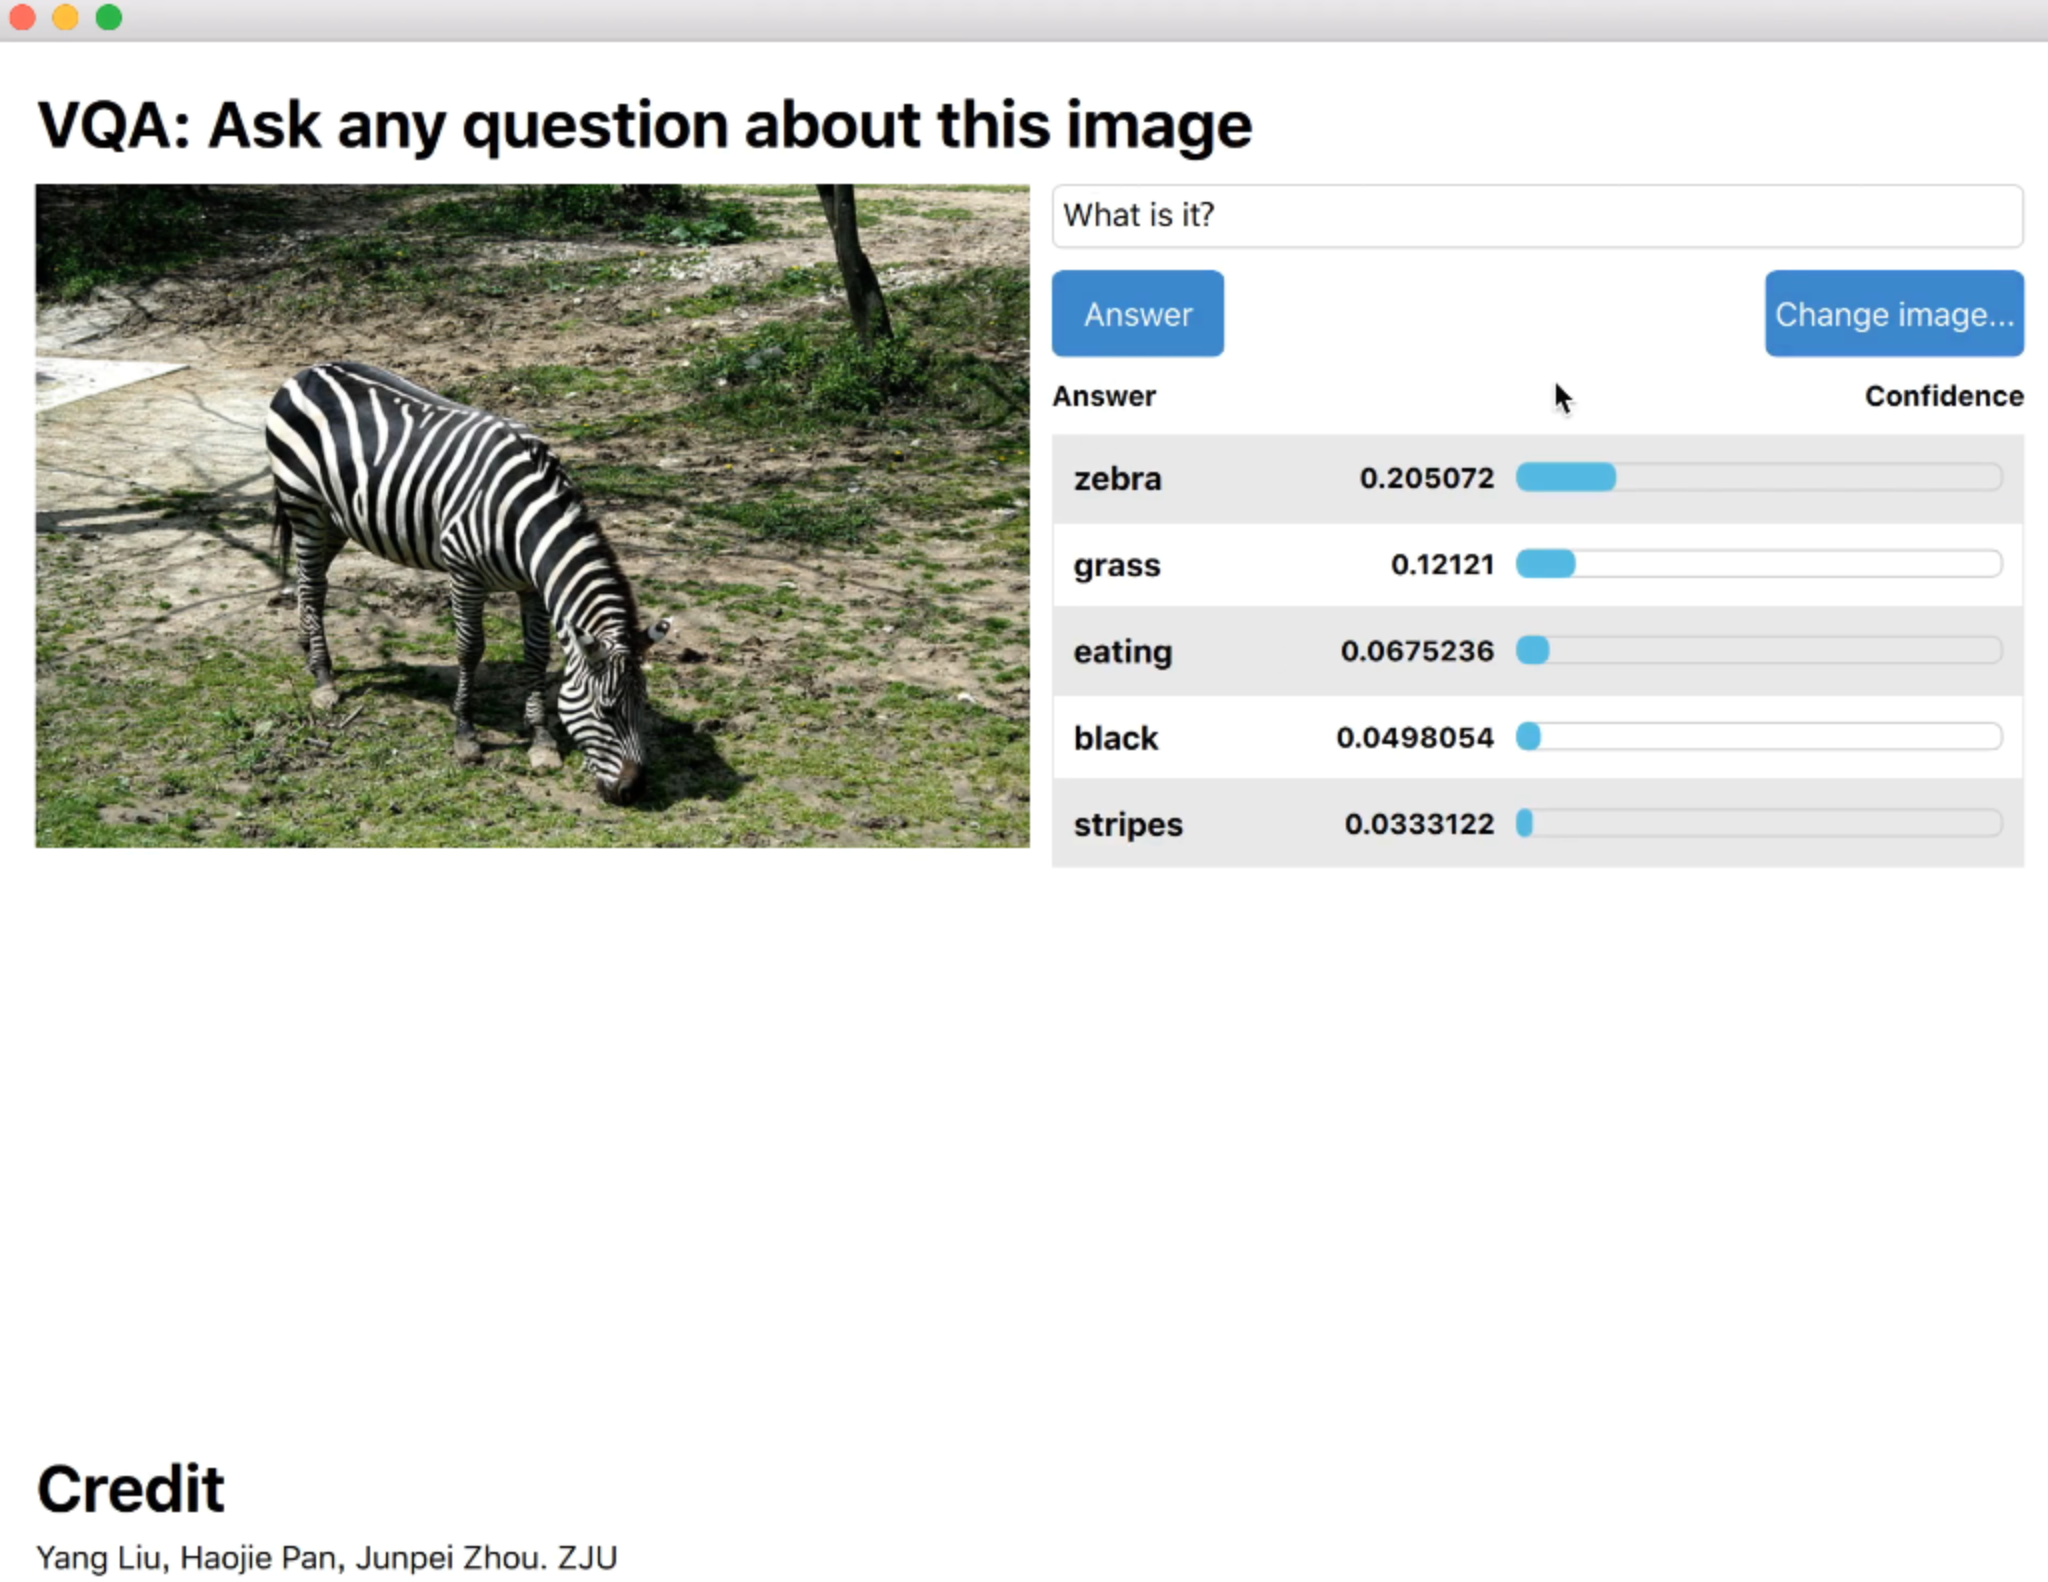 VQA: Ask any question about this image
What is it?
Answer
Change image...
Answer Confidence
zebra 0.205072
grass 0.12121
eating 0.0675236
black 0.0498054
stripes 0.0333122
Credit
Yang Liu, Haojie Pan, Junpei Zhou. ZJU